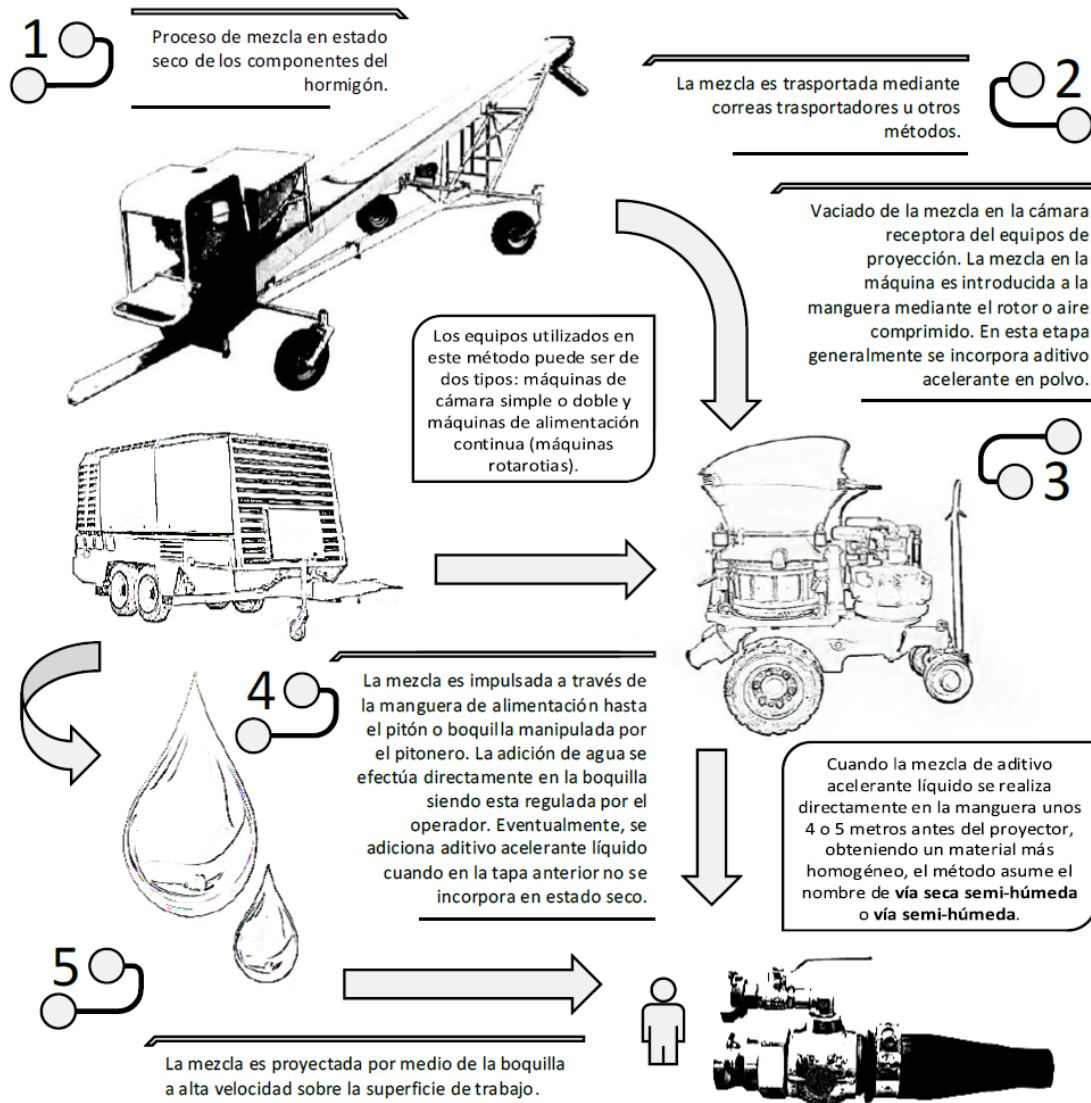 1
Proceso de mezcla en estado
seco de los componentes del
hormigón.
2
La mezcla es trasportada mediante
correas trasportadores u otros
métodos.
Vaciado de la mezcla en la cámara
receptora del equipos de
proyección. La mezcla en la
máquina es introducida a la
manguera mediante el rotor o aire
comprimido. En esta etapa
generalmente se incorpora aditivo
acelerante en polvo.
3
Los equipos utilizados en
este método puede ser de
dos tipos: máquinas de
cámara simple o doble y
máquinas de alimentación
continua (máquinas
rotarotias).
4
La mezcla es impulsada a través de
la manguera de alimentación hasta
el pitón o boquilla manipulada por
el pitonero. La adición de agua se
efectúa directamente en la boquilla
siendo esta regulada por el
operador. Eventualmente, se
adiciona aditivo acelerante líquido
cuando en la tapa anterior no se
incorpora en estado seco.
Cuando la mezcla de aditivo
acelerante líquido se realiza
directamente en la manguera unos
4 o 5 metros antes del proyector,
obteniendo un material más
homogéneo, el método asume el
nombre de vía seca semi-húmeda
o vía semi-húmeda.
5
La mezcla es proyectada por medio de la boquilla
a alta velocidad sobre la superficie de trabajo.